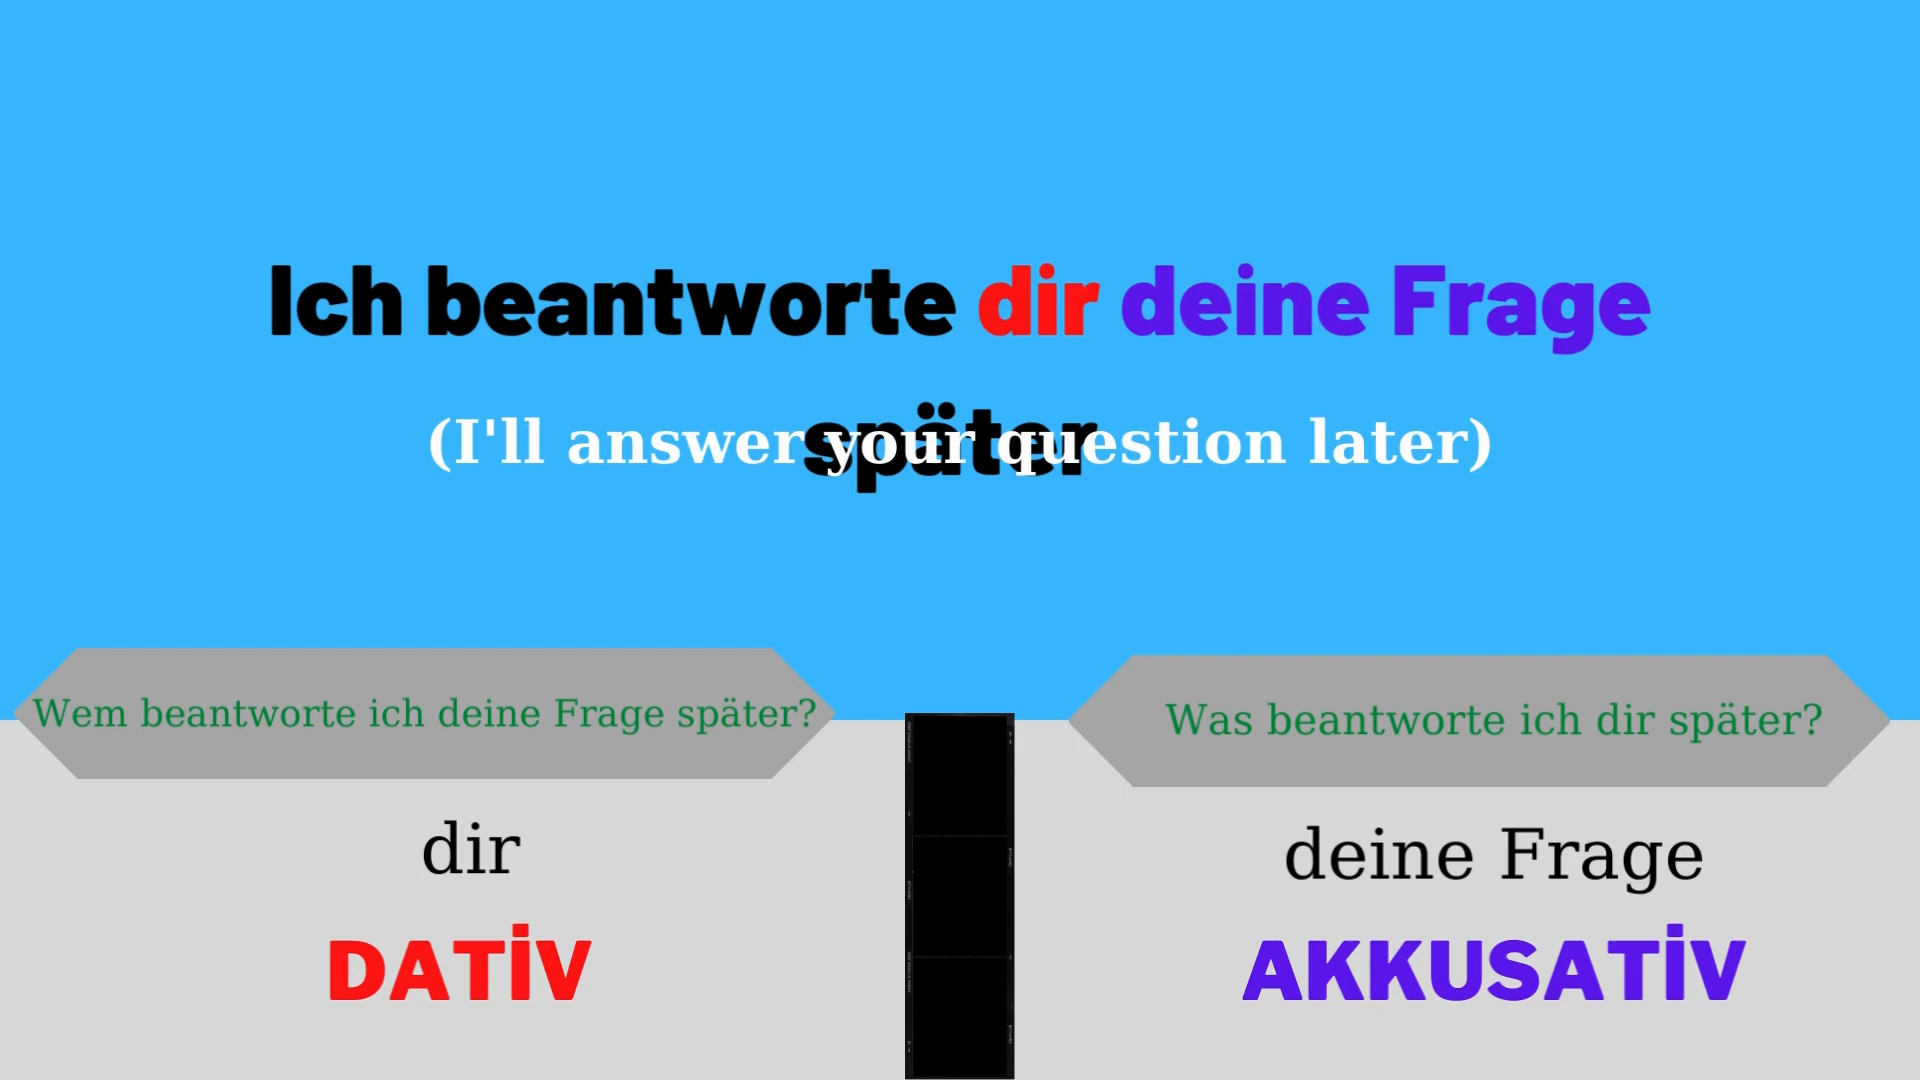 Ich beantworte dir deine Frage
später
(I'll answer your question later)
Wem beantworte ich deine Frage später?
Was beantworte ich dir später?
dir
deine Frage
DATİV
AKKUSATİV